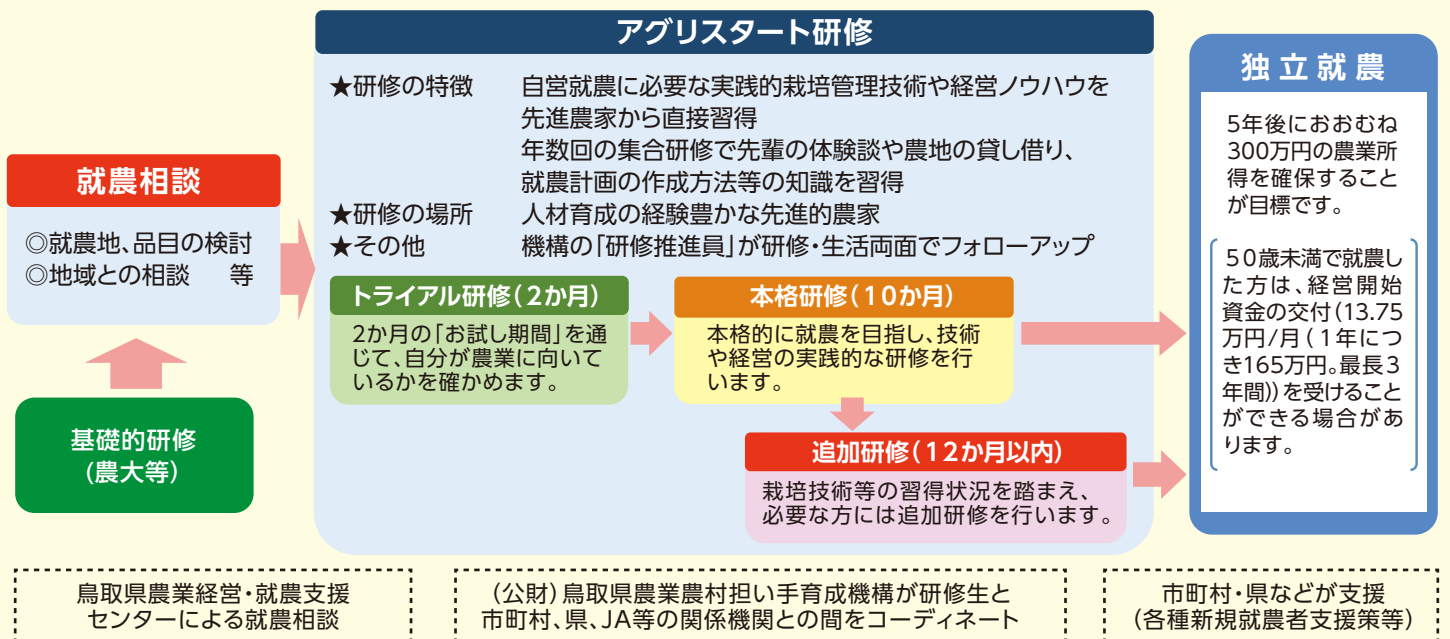 アグリスタート研修
★研修の特徴 自営就農に必要な実践的栽培管理技術や経営ノウハウを
先進農家から直接習得
年数回の集合研修で先輩の体験談や農地の貸し借り、
就農計画の作成方法等の知識を習得
★研修の場所 人材育成の経験豊かな先進的農家
★その他 機構の「研修推進員」が研修・生活両面でフォローアップ
就農相談
◎就農地、品目の検討
◎地域との相談 等
基礎的研修
(農大等)
トライアル研修(2か月)
2か月の「お試し期間」を通
じて、自分が農業に向いて
いるかを確かめます。
本格研修(10か月)
本格的に就農を目指し、技術
や経営の実践的な研修を行
います。
追加研修(12か月以内)
栽培技術等の習得状況を踏まえ、
必要な方には追加研修を行います。
独立就農
5年後におおむね
300万円の農業所
得を確保すること
が目標です。
50歳未満で就農し
た方は、経営開始
資金の交付(13.75
万円/月(1年につ
き165万円。最長3
年間))を受けること
ができる場合があ
ります。
鳥取県農業経営・就農支援
センターによる就農相談
(公財)鳥取県農業農村担い手育成機構が研修生と
市町村、県、JA等の関係機関との間をコーディネート
市町村・県などが支援
(各種新規就農者支援策等)